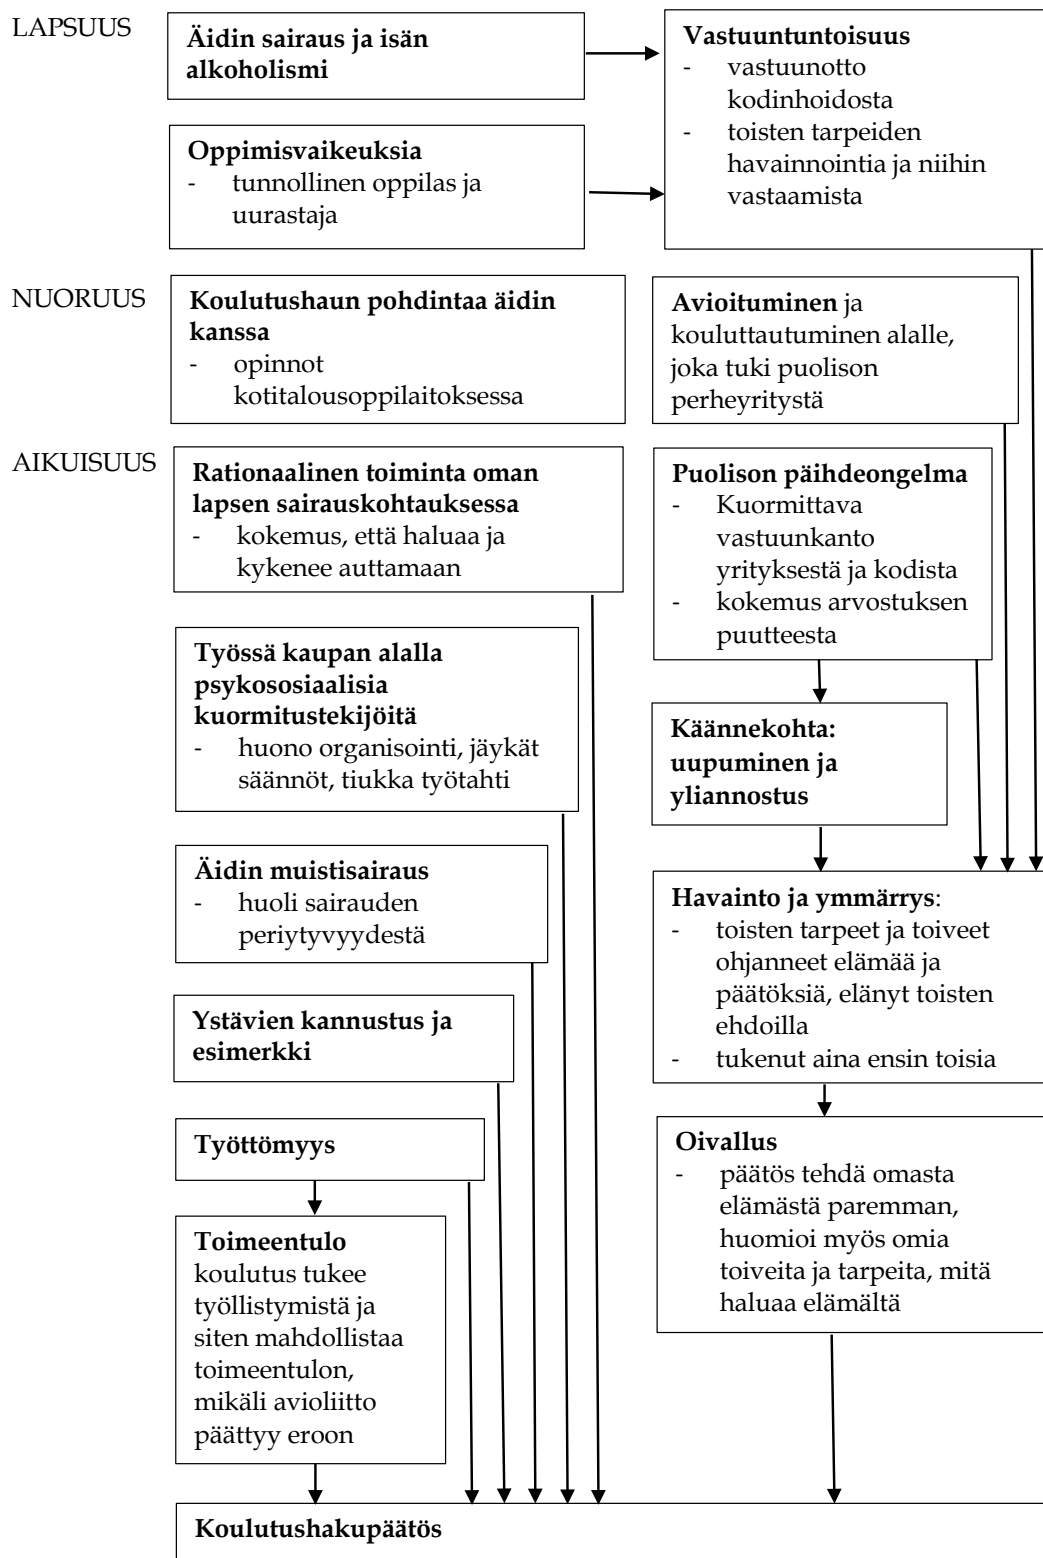 LAPSUUS
Äidin sairaus ja isän
alkoholismi
Vastuuntuntoisuus
- vastuunotto
kodinhoidosta
- toisten tarpeiden
havainnointia ja niihin
vastaamista
Oppimisvaikeuksia
- tunnollinen oppilas ja
uurastaja
NUORUUS
Koulutushaun pohdintaa äidin
kanssa
- opinnot
kotitalousoppilaitoksessa
Avioituminen ja
kouluttautuminen alalle,
joka tuki puolison
perheyritystä
AIKUISUUS
Rationaalinen toiminta oman
lapsen sairauskohtauksessa
- kokemus, että haluaa ja
kykenee auttamaan
Puolison päihdeongelma
- Kuormittava
vastuunkanto
yrityksestä ja kodista
- kokemus arvostuksen
puutteesta
Työssä kaupan alalla
psykososiaalisia
kuormitustekijöitä
- huono organisointi, jäykät
säännöt, tiukka työtahti
Käännekohta:
uupuminen ja
yliannostus
Äidin muistisairaus
- huoli sairauden
periytyvyydestä
Havainto ja ymmärrys:
- toisten tarpeet ja toiveet
ohjanneet elämää ja
päätöksiä, elänyt toisten
ehdoilla
- tukenut aina ensin toisia
Ystävien kannustus ja
esimerkki
Työttömyys
Oivallus
- päätös tehdä omasta
elämästä paremman,
huomioi myös omia
toiveita ja tarpeita, mitä
haluaa elämältä
Toimeentulo
koulutus tukee
työllistymistä ja
siten mahdollistaa
toimeentulon,
mikäli avioliitto
päättyy eroon
Koulutushakupäätös